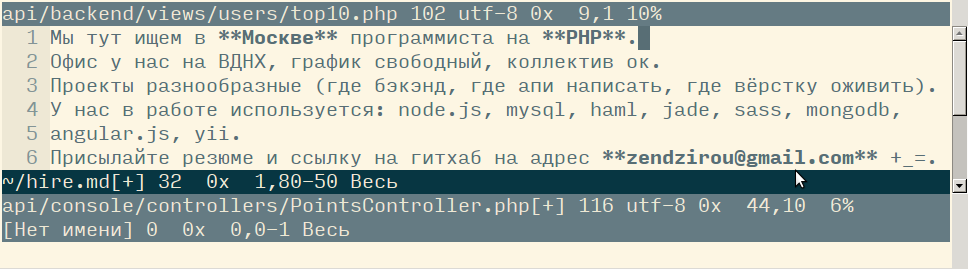 api/backend/views/users/top10.php 102 utf-8 0x  9,1 10%
1 Мы тут ищем в **Москве** программиста на **PHP**.
2 Офис у нас на ВДНХ, график свободный, коллектив ок.
3 Проекты разнообразные (где бэкэнд, где апи написать, где вёрстку оживить).
4 У нас в работе используется: node.js, mysql, haml, jade, sass, mongodb,
5 angular.js, yii.
6 Присылайте резюме и ссылку на гитхаб на адрес **zendzirou@gmail.com** +_=.
~/hire.md[+] 32  0x  1,80-50 Весь
api/console/controllers/PointsController.php[+] 116 utf-8 0x  44,10  6%
[Нет имени] 0  0x  0,0-1 Весь